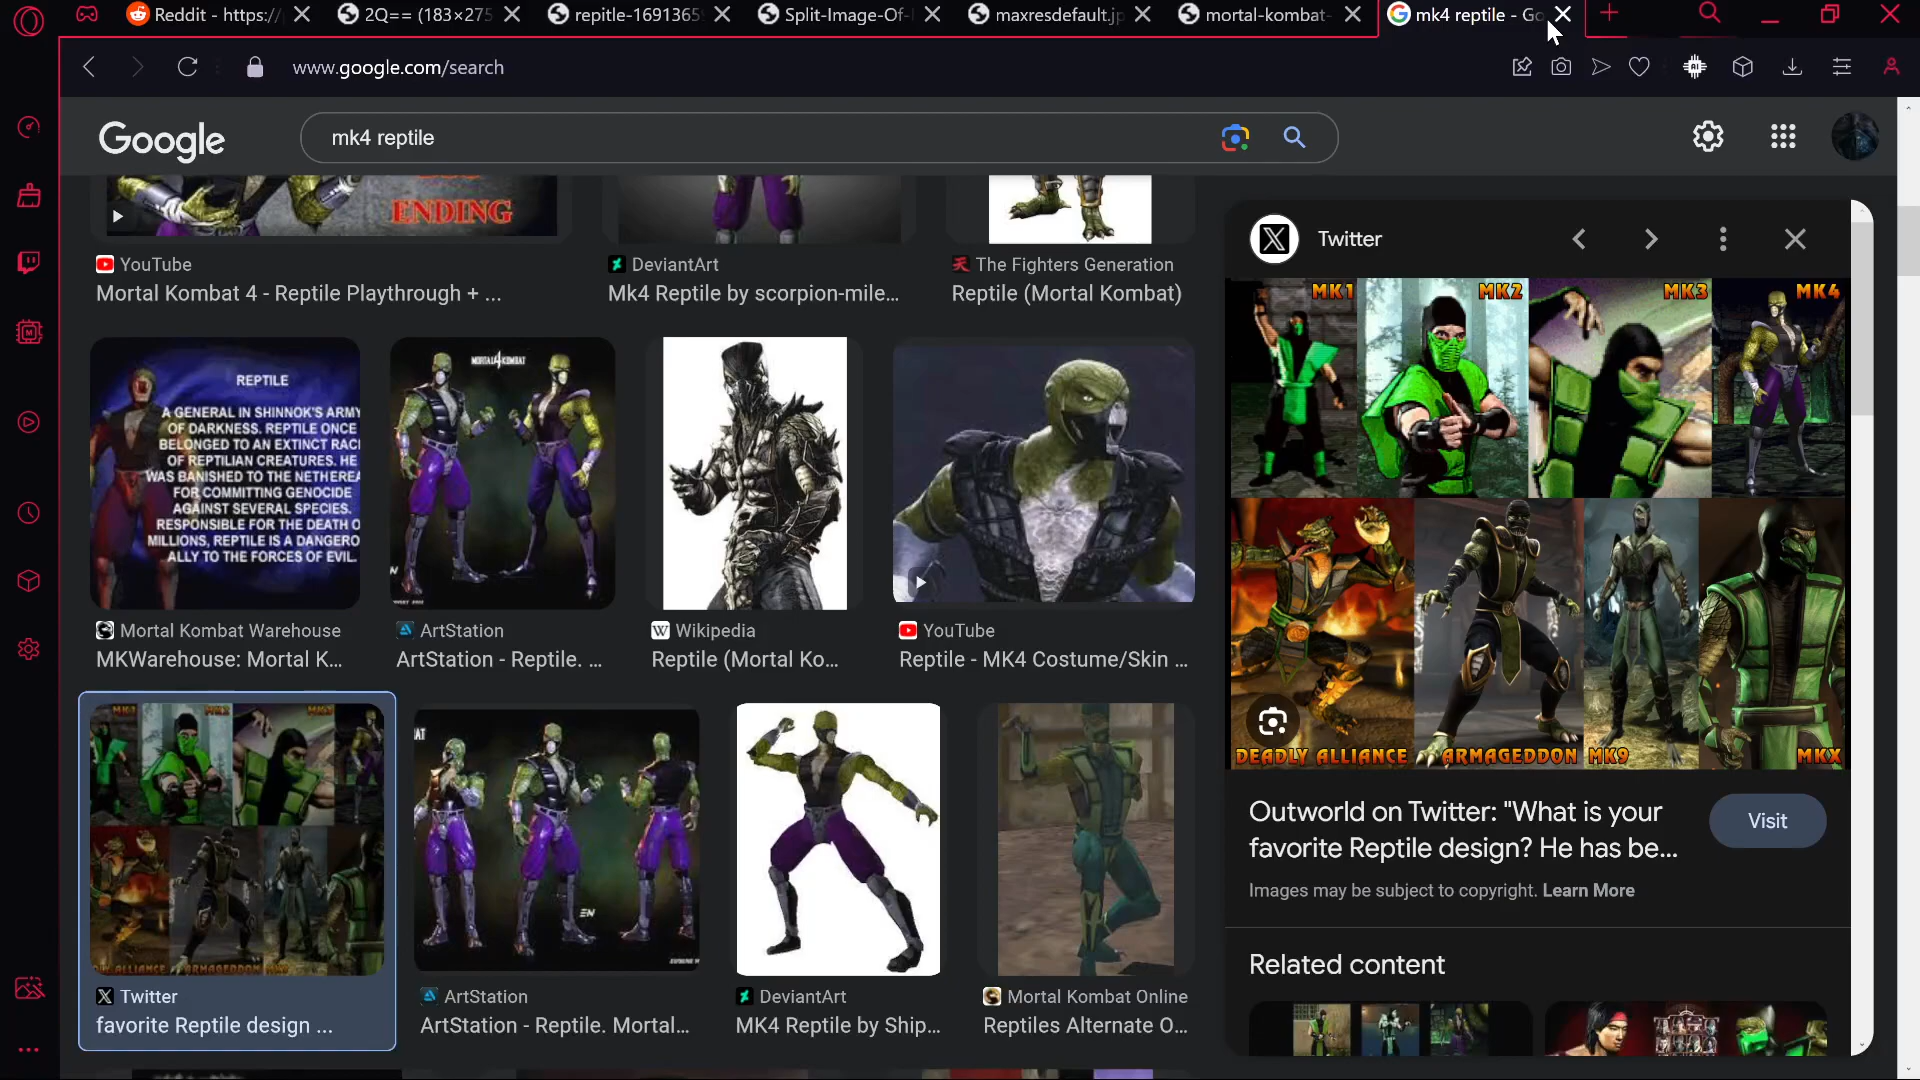 Reddit - https:/
2Q== (183×275
repitle-1691365
Split-Image-Of-
maxresdefault.jp
mortal-kombat-
mk4 reptile - Go
www.google.com/search
Google
mk4 reptile
ENDING
YouTube
Mortal Kombat 4 - Reptile Playthrough + ...
DeviantArt
Mk4 Reptile by scorpion-mile...
The Fighters Generation
Reptile (Mortal Kombat)
REPTILE
A GENERAL IN SHINNOK'S ARMY
OF DARKNESS. REPTILE ONCE
BELONGED TO AN EXTINCT RAC
OF REPTILIAN CREATURES. HE
WAS BANISHED TO THE NETHEREA
FOR COMMITTING GENOCIDE
AGAINST SEVERAL SPECIES.
RESPONSIBLE FOR THE DEATH O
MILLIONS, REPTILE IS A DANGERO
ALLY TO THE FORCES OF EVIL.
MORTAL KOMBAT 4
Mortal Kombat Warehouse
MKWarehouse: Mortal K...
ArtStation
ArtStation - Reptile. ...
W Wikipedia
Reptile (Mortal Ko...
YouTube
Reptile - MK4 Costume/Skin ...
MK1
MK2
MK3
Twitter
favorite Reptile design ...
ArtStation
ArtStation - Reptile. Mortal...
DeviantArt
MK4 Reptile by Ship...
Mortal Kombat Online
Reptiles Alternate O...
Twitter
MK1
MK2
MK3
MK4
DEADLY ALLIANCE
ARMAGEDDON
MK9
MKX
Outworld on Twitter: "What is your
favorite Reptile design? He has be...
Visit
Images may be subject to copyright. Learn More
Related content